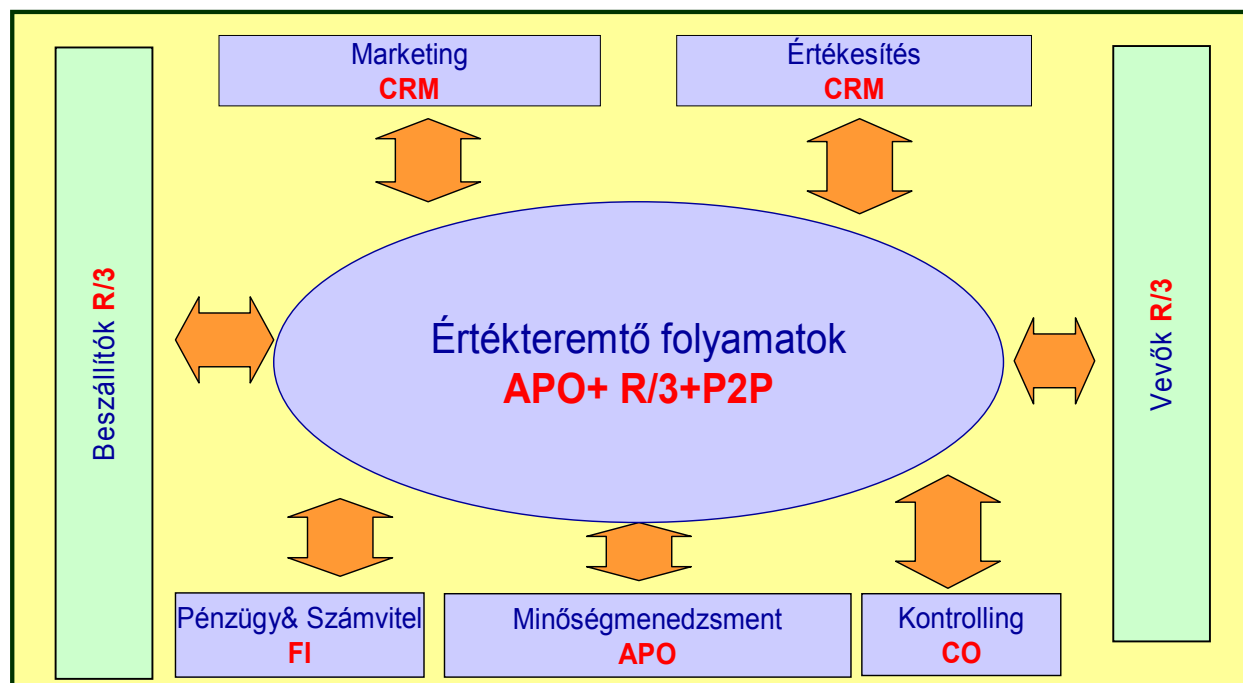 Marketing
CRM
Értékesítés
CRM
Beszállítók R/3
Értékteremtő folyamatok
APO+ R/3+P2P
Vevők R/3
Pénzügy& Számvitel
FI
Minőségmenedzsment
APO
Kontrolling
CO